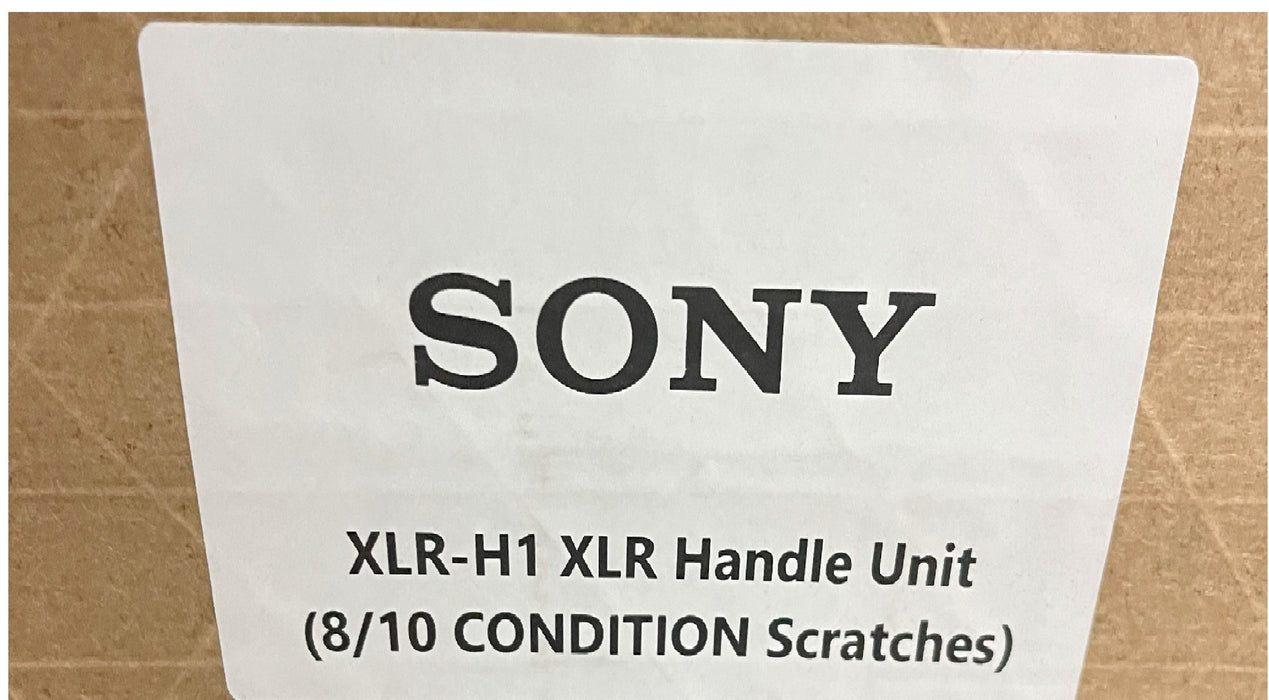 SONY
XLR-H1 XLR Handle Unit
(8/10 CONDITION Scratches)